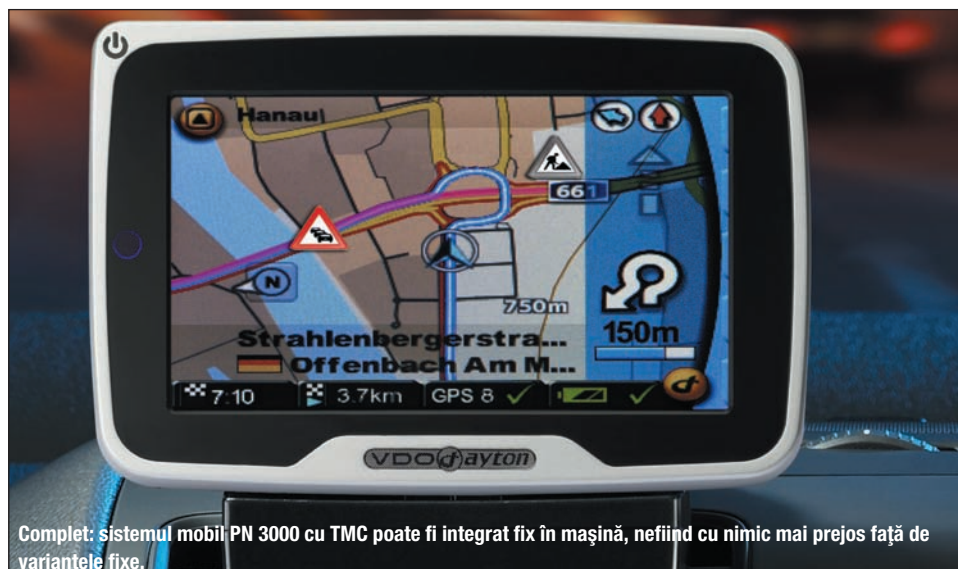 Hanau
661
N
750m
150m
Strahlenbergerstra...
Offenbach Am M...
7:10
3.7km
GPS 8
VDO dayton
Complet: sistemul mobil PN 3000 cu TMC poate fi integrat fix în maşină, nefiind cu nimic mai prejos faţă de
variantele fixe.